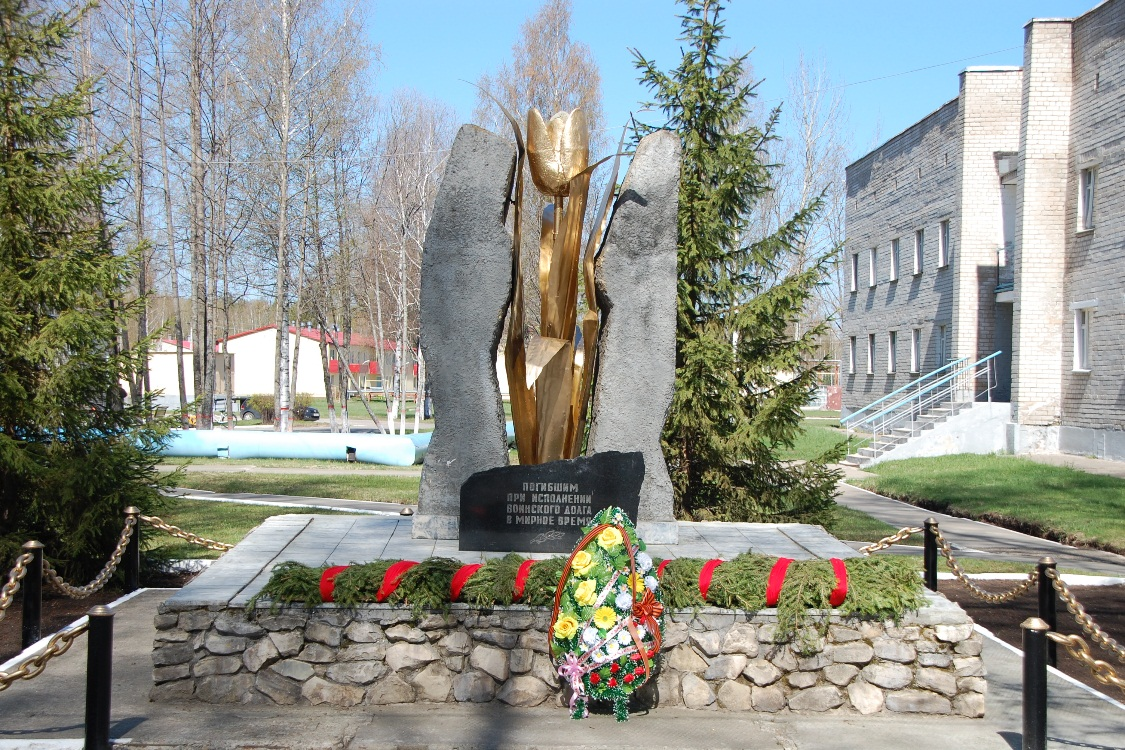 ПОГИБШИМ
ПРИ ИСПОЛНЕНИИ
ВОИНСКОГО ДОЛГА
В МИРНОЕ ВРЕМЯ